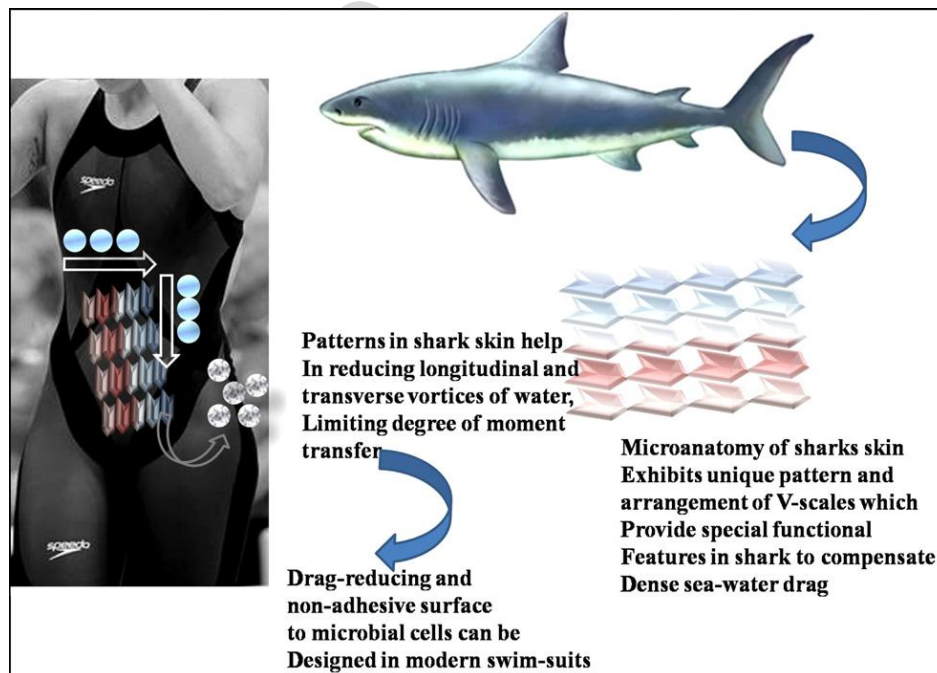 speedo
Patterns in shark skin help
In reducing longitudinal and
transverse vortices of water,
Limiting degree of moment
transfer
Microanatomy of sharks skin
Exhibits unique pattern and
arrangement of V-scales which
Provide special functional
Features in shark to compensate
Dense sea-water drag
speedo
Drag-reducing and
non-adhesive surface
to microbial cells can be
Designed in modern swim-suits